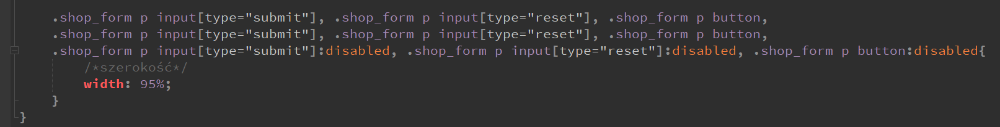 .shop_form p input[type="submit"], .shop_form p input[type="reset"], .shop_form p button,
.shop_form p input[type="submit"], .shop_form p input[type="reset"], .shop_form p button,
.shop_form p input[type="submit"]:disabled, .shop_form p input[type="reset"]:disabled, .shop_form p button:disabled{
/*szerokość*/
width: 95%;
}
}